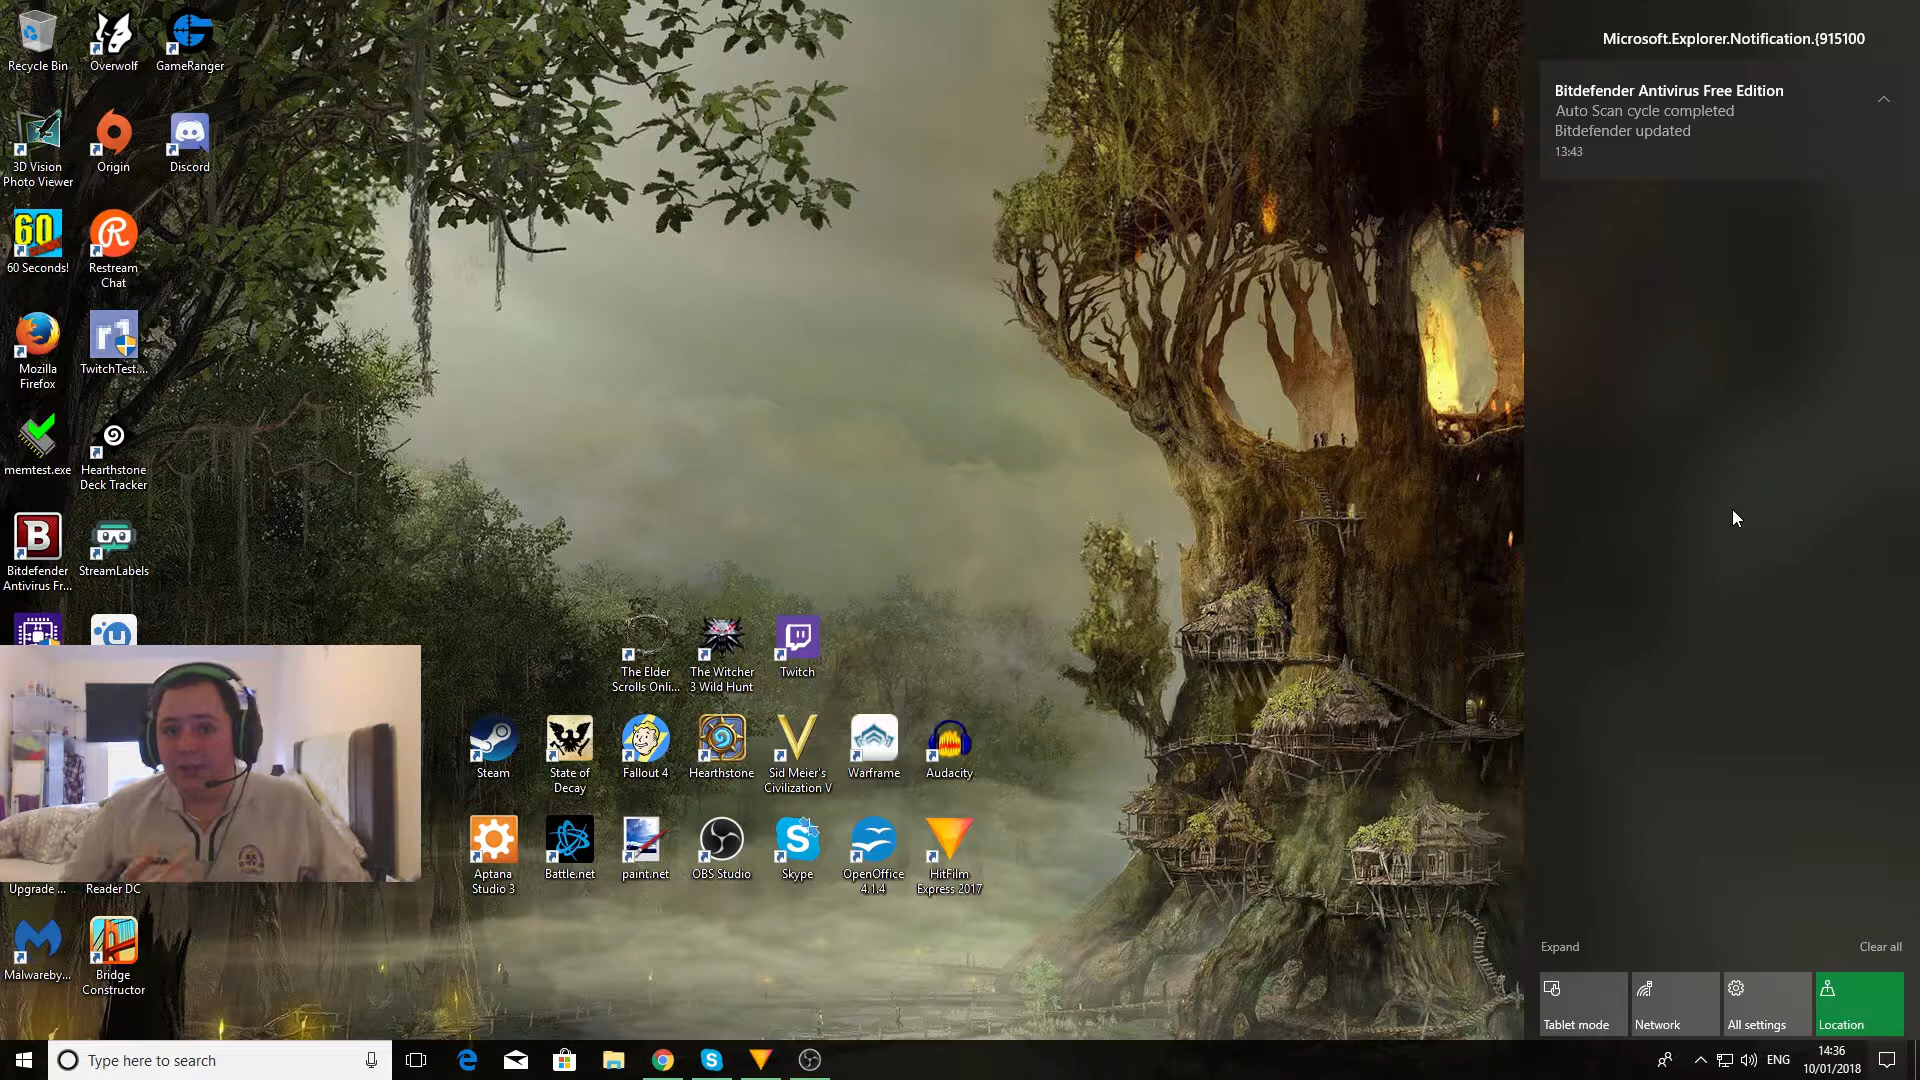 Recycle Bin
Overwolf
GameRanger
3D Vision
Photo Viewer
Origin
Discord
60
60 Seconds!
Restream
Chat
Mozilla
Firefox
TwitchTest...
memtest.exe
Hearthstone
Deck Tracker
Bitdefender
Antivirus Fr...
StreamLabels
Upgrade ...
Reader DC
Malwareby...
Bridge
Constructor
The Elder
Scrolls Onli...
The Witcher
3 Wild Hunt
Twitch
Steam
State of
Decay
Fallout 4
Hearthstone
Sid Meier's
Civilization V
Warframe
Audacity
Aptana
Studio 3
Battle.net
paint.net
OBS Studio
Skype
OpenOffice
4.1.4
HitFilm
Express 2017
Microsoft.Explorer.Notification.{915100
Bitdefender Antivirus Free Edition
Auto Scan cycle completed
Bitdefender updated
13:43
Expand
Clear all
Tablet mode
Network
All settings
Location
Type here to search
ENG
14:36
10/01/2018